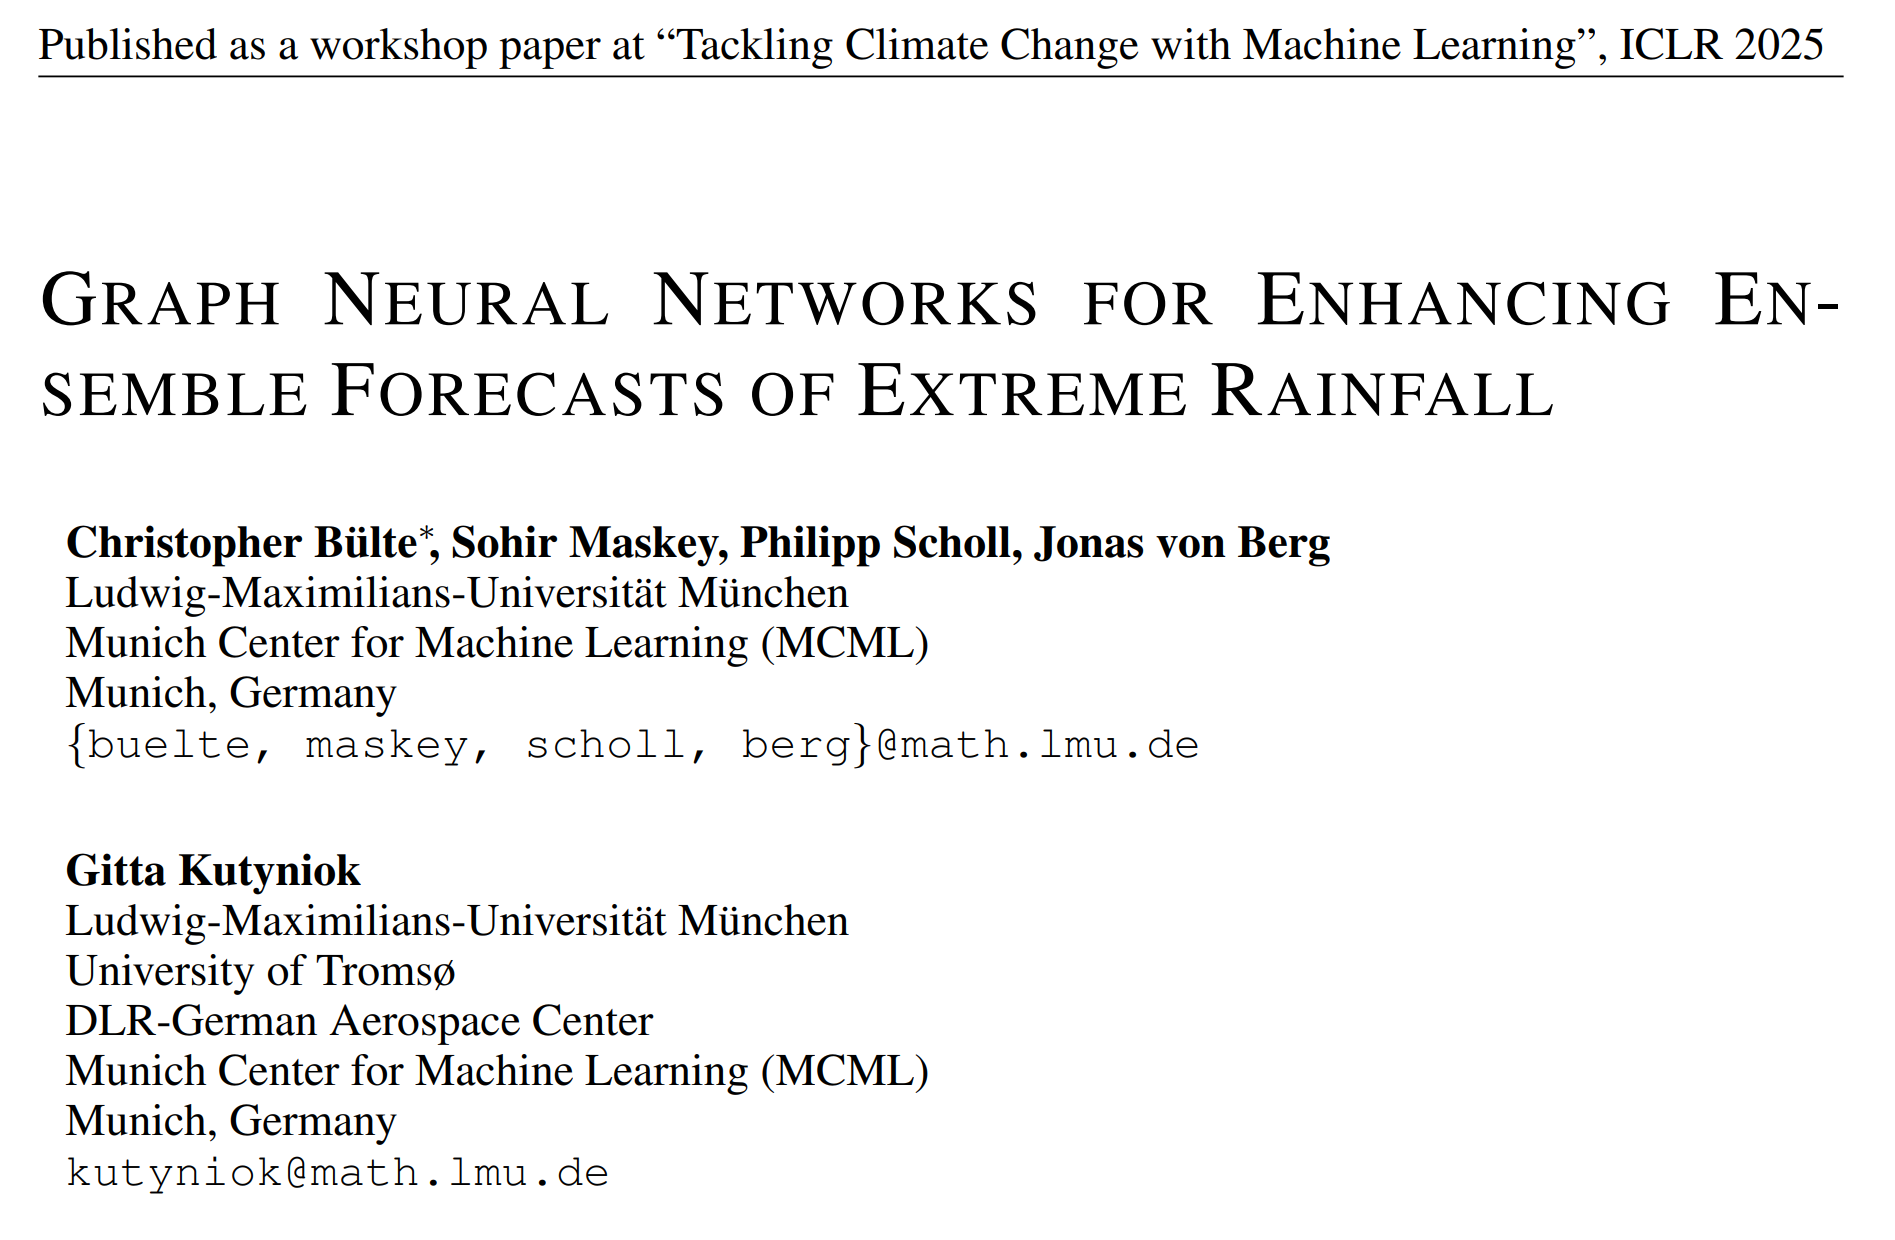 Published as a workshop paper at “Tackling Climate Change with Machine Learning”, ICLR 2025
GRAPH NEURAL NETWORKS FOR ENHANCING EN-
SEMBLE FORECASTS OF EXTREME RAINFALL
Christopher Bülte*, Sohir Maskey, Philipp Scholl, Jonas von Berg
Ludwig-Maximilians-Universität München
Munich Center for Machine Learning (MCML)
Munich, Germany
{buelte, maskey, scholl, berg}@math.lmu.de
Gitta Kutyniok
Ludwig-Maximilians-Universität München
University of Tromsø
DLR-German Aerospace Center
Munich Center for Machine Learning (MCML)
Munich, Germany
kutyniok@math.lmu.de